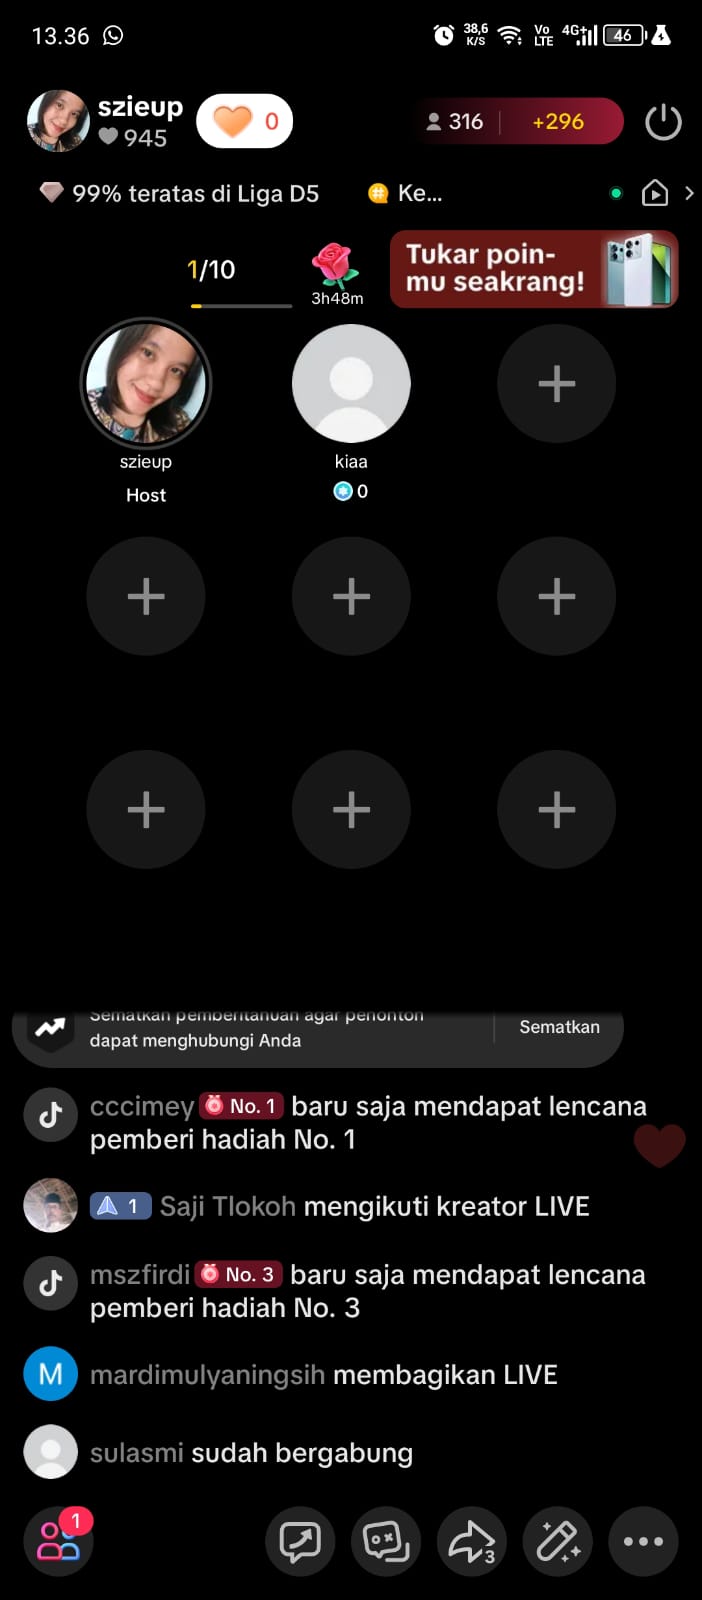 13.36
38,6
K/S
Vo
LTE
4G+
46
szieup
945
0
316
+296
99% teratas di Liga D5
Ke...
1/10
3h48m
Tukar poin-
mu seakrang!
szieup
Host
kiaa
0
Sematkan pemberitahuan agar penonton
dapat menghubungi Anda
Sematkan
cccimey No. 1 baru saja mendapat lencana
pemberi hadiah No. 1
1 Saji Tlokoh mengikuti kreator LIVE
mszfirdi No. 3 baru saja mendapat lencana
pemberi hadiah No. 3
M
mardimulyaningsih membagikan LIVE
sulasmi sudah bergabung
1
3